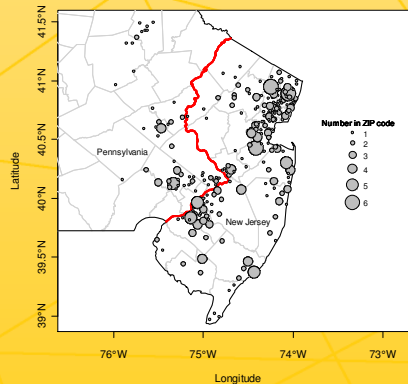 41.5°N
41°N
40.5°N
40°N
39.5°N
39°N
Latitude
Pennsylvania
New Jersey
Number in ZIP code
1
2
3
4
5
6
76°W
75°W
74°W
73°W
Longitude